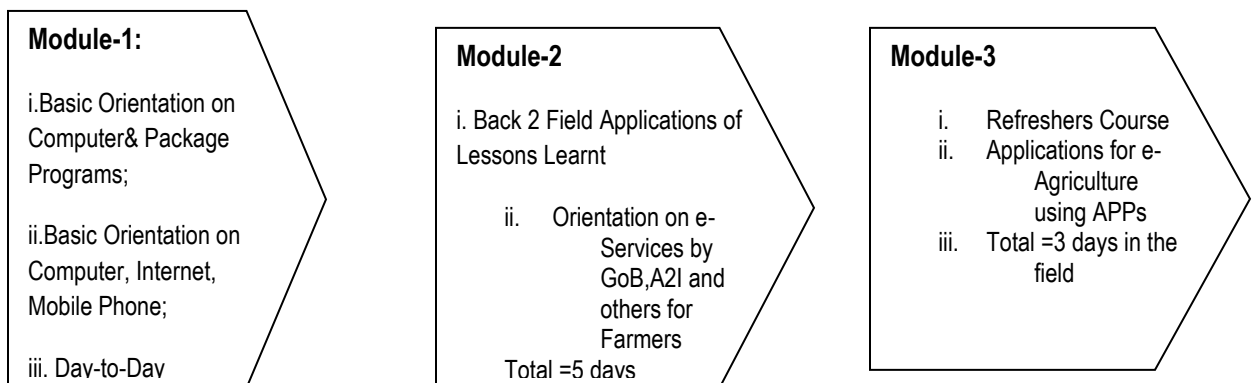 Module-1:
i.Basic Orientation on
Computer& Package
Programs;
ii.Basic Orientation on
Computer, Internet,
Mobile Phone;
iii. Day-to-Day
Module-2
i. Back 2 Field Applications of
Lessons Learnt
ii. Orientation on e-
Services by
GoB,A2I and
others for
Farmers
Total =5 days
Module-3
i. Refreshers Course
ii. Applications for e-
Agriculture
using APPs
iii. Total =3 days in the
field